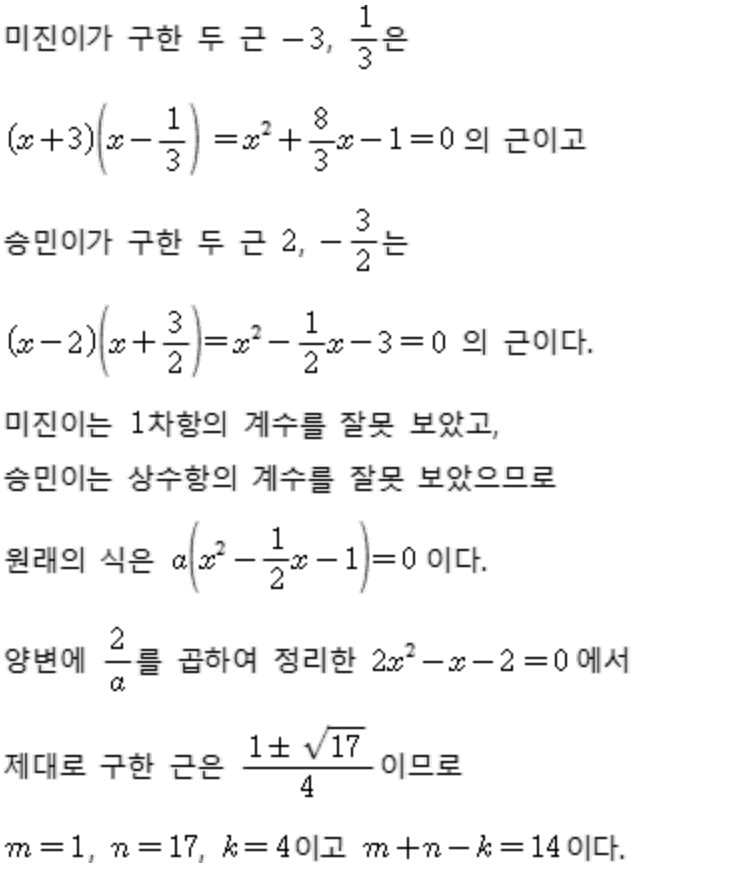 미진이가 구한 두 근 −3, 1/3은
(x+3)(x−1/3) =x²+8/3x−1=0 의 근이고
승민이가 구한 두 근 2, −3/2는
(x−2)(x+3/2)=x²−1/2x−3=0 의 근이다.
미진이는 1차항의 계수를 잘못 보았고,
승민이는 상수항의 계수를 잘못 보았으므로
원래의 식은 a(x²−1/2x−1)=0 이다.
양변에 2/a를 곱하여 정리한 2x²−x−2=0 에서
제대로 구한 근은 (1±√17)/4 이므로
m=1, n=17, k=4이고 m+n−k=14이다.